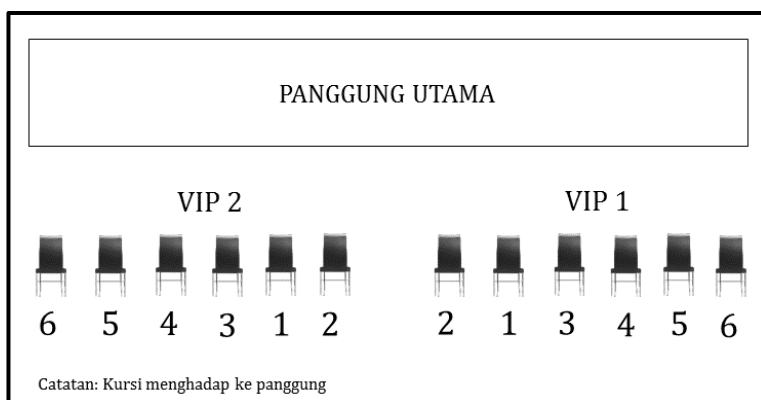 PANGGUNG UTAMA
VIP 2 VIP 1
6 5 4 3 1 2 2 1 3 4 5 6
Catatan: Kursi menghadap ke panggung